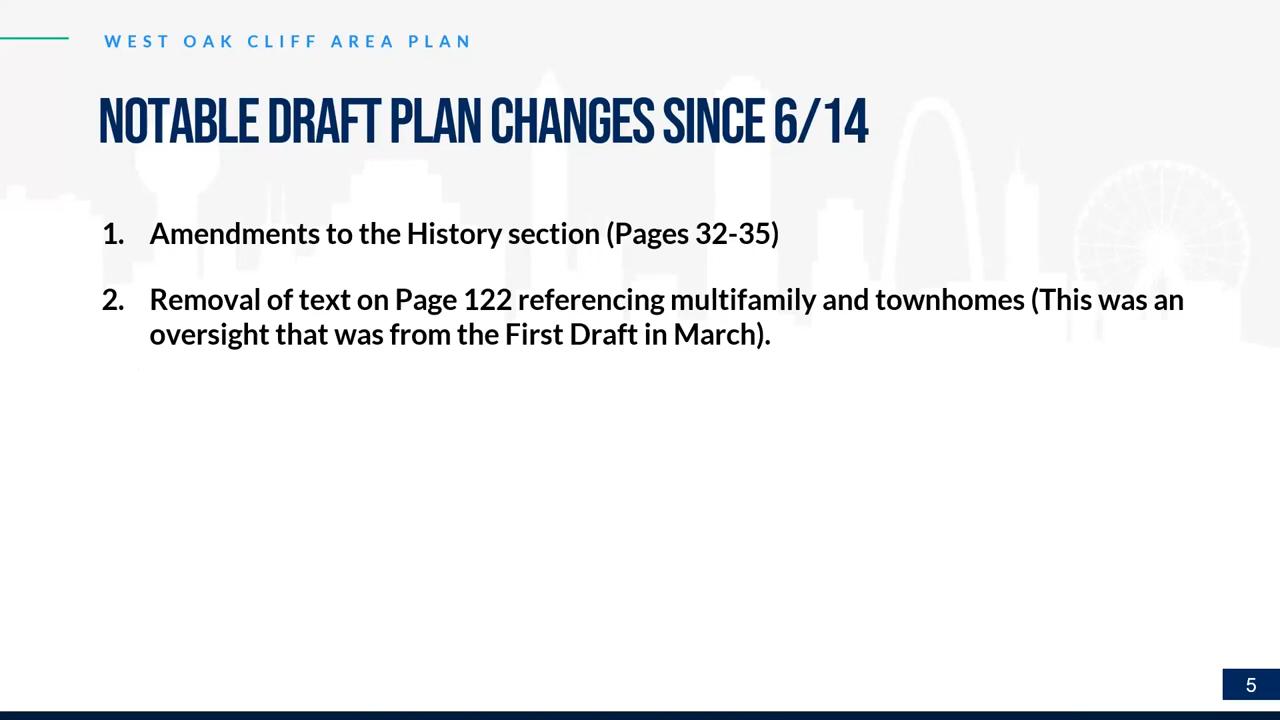 WEST OAK CLIFF AREA PLAN
NOTABLE DRAFT PLAN CHANGES SINCE 6/14
1. Amendments to the History section (Pages 32-35)
2. Removal of text on Page 122 referencing multifamily and townhomes (This was an
oversight that was from the First Draft in March).
5